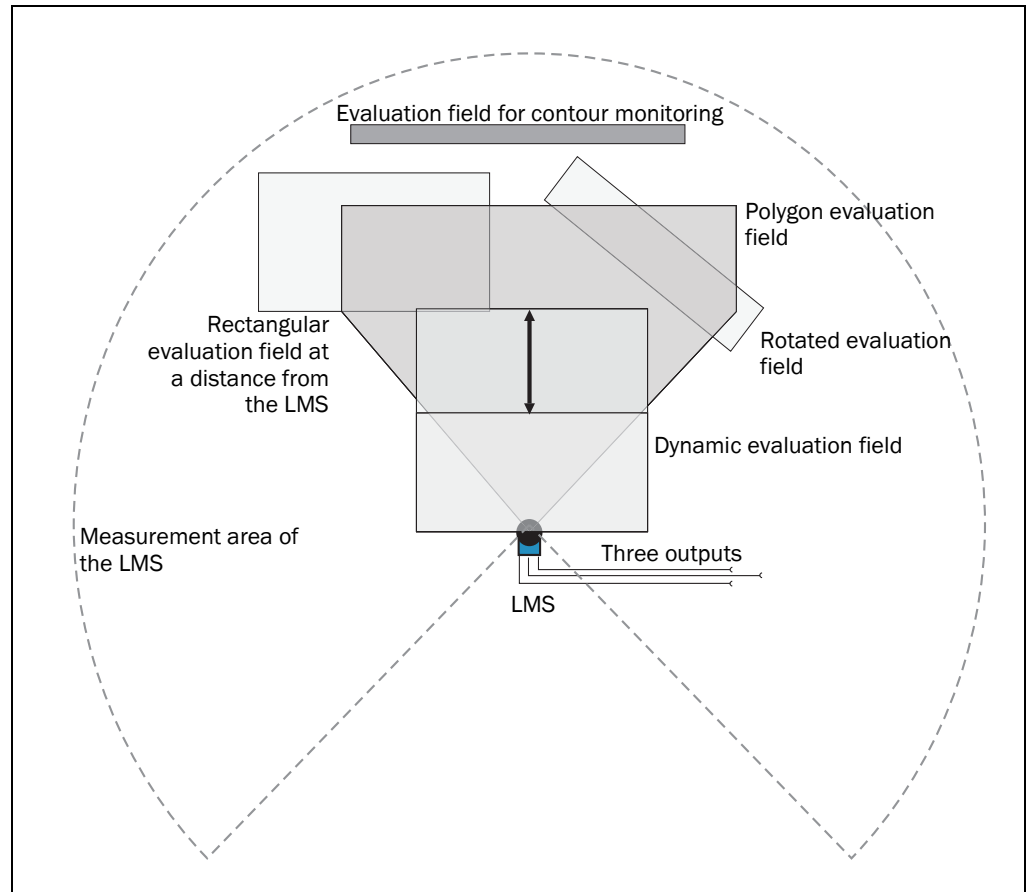 Evaluation field for contour monitoring
Polygon evaluation
field
Rectangular
evaluation field at
a distance from
the LMS
Rotated evaluation
field
Dynamic evaluation field
Measurement area of
the LMS
Three outputs
LMS